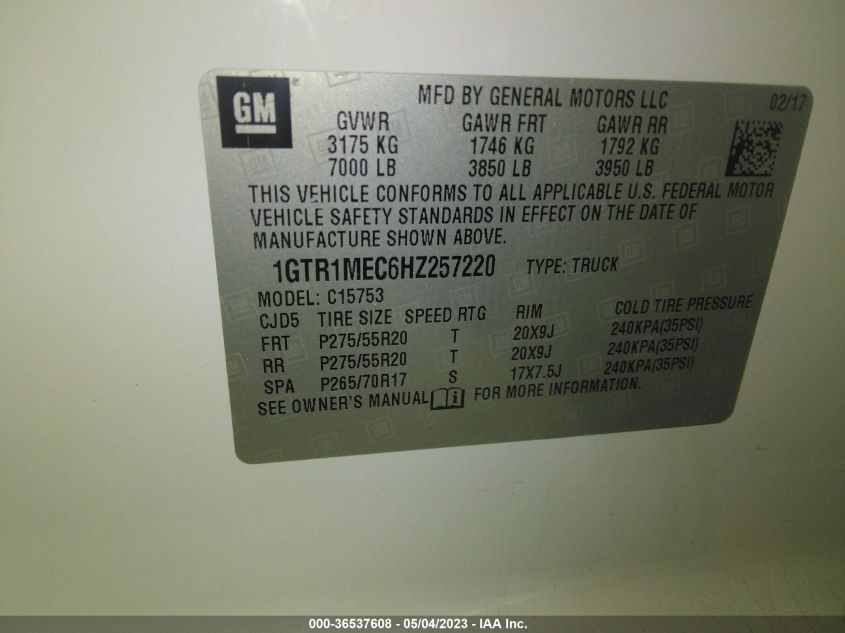 GM
MFD BY GENERAL MOTORS LLC 02/17
GVWR GAWR FRT GAWR RR
3175 KG 1746 KG 1792 KG
7000 LB 3850 LB 3950 LB
THIS VEHICLE CONFORMS TO ALL APPLICABLE U.S. FEDERAL MOTOR
VEHICLE SAFETY STANDARDS IN EFFECT ON THE DATE OF
MANUFACTURE SHOWN ABOVE.
1GTR1MEC6HZ257220 TYPE: TRUCK
MODEL: C15753
CJD5 TIRE SIZE SPEED RTG RIM COLD TIRE PRESSURE
FRT P275/55R20 T 20X9J 240KPA(35PSI)
RR P275/55R20 T 20X9J 240KPA(35PSI)
SPA P265/70R17 S 17X7.5J 240KPA(35PSI)
SEE OWNER'S MANUAL i FOR MORE INFORMATION.
000-36537608 - 05/04/2023 - IAA Inc.